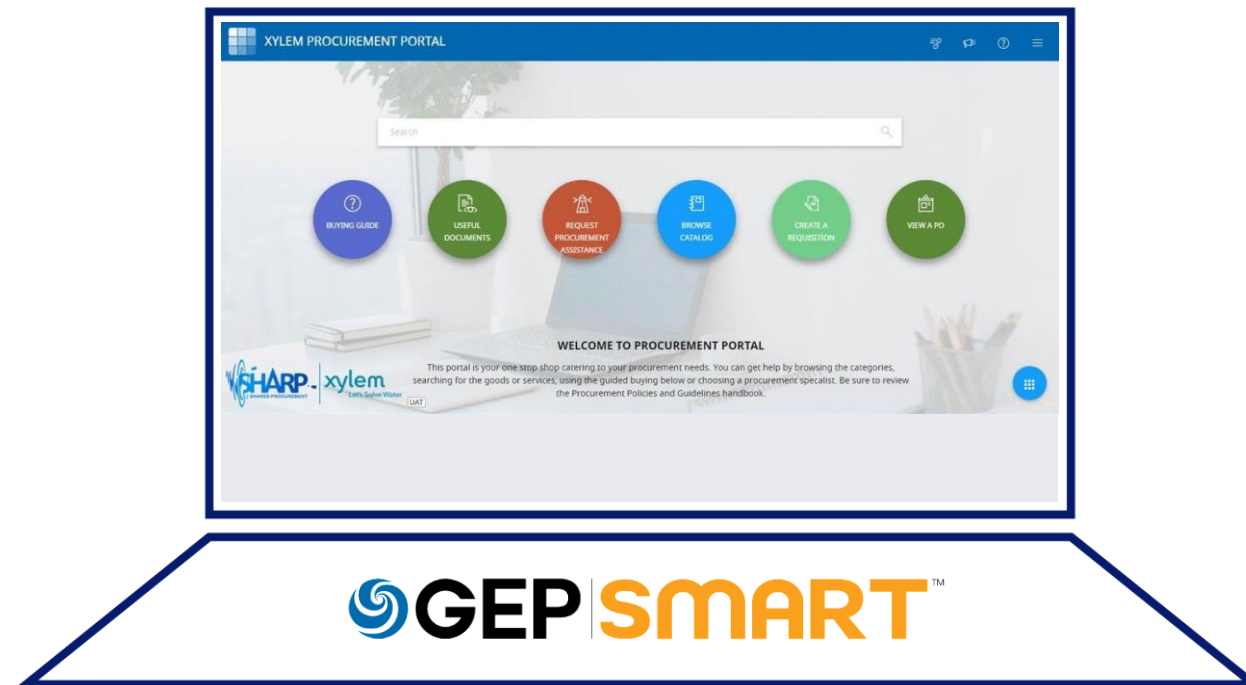 XYLEM PROCUREMENT PORTAL
Search
BUYING GUIDE
USEFUL
DOCUMENTS
REQUEST
PROCUREMENT
ASSISTANCE
BROWSE
CATALOG
CREATE A
REQUISITION
VIEW A PO
WELCOME TO PROCUREMENT PORTAL
This portal is your one stop shop catering to your procurement needs. You can get help by browsing the categories,
searching for the goods or services, using the guided buying below or choosing a procurement specalist. Be sure to review
the Procurement Policies and Guidelines handbook.
SHARP
SHARED PROCUREMENT
xylem
Let's Solve Water
UAT
GEP SMART™